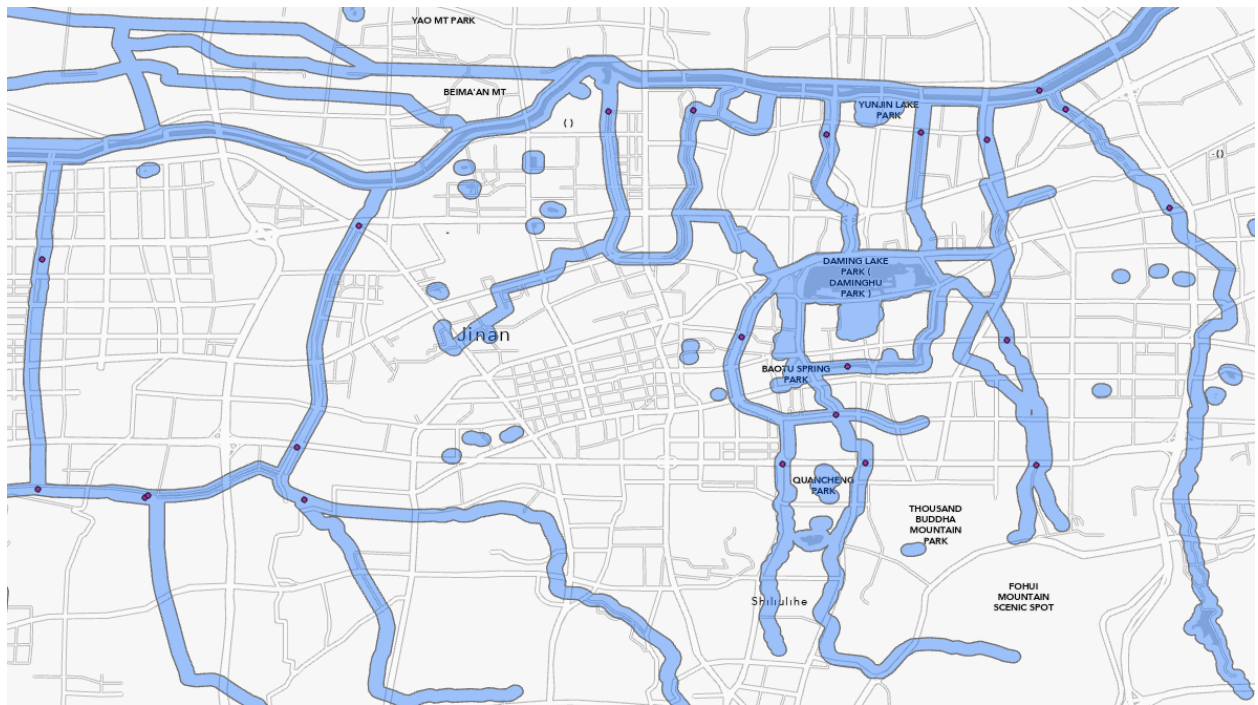 YAO MT PARK
BEIMA'AN MT
( )
YUNJIN LAKE
PARK
- ( )
DAMING LAKE
PARK (
DAMINGHU
PARK )
Jinan
BAOTU SPRING
PARK
QUANCHENG
PARK
THOUSAND
BUDDHA
MOUNTAIN
PARK
FOHUI
MOUNTAIN
SCENIC SPOT
Shiliulihe